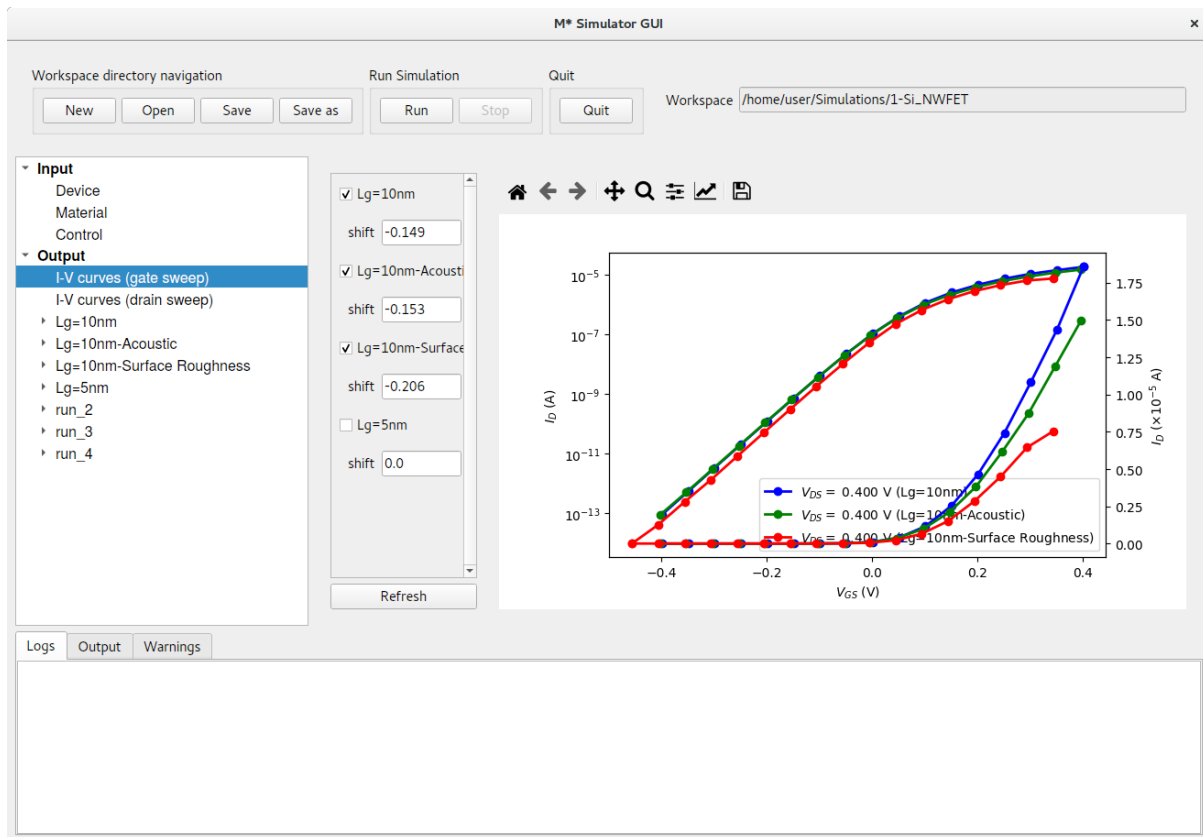 M* Simulator GUI
Workspace directory navigation
Run Simulation
Quit
New
Open
Save
Save as
Run
Stop
Quit
Workspace
/home/user/Simulations/1-Si_NWFET
Input
Device
Material
Control
Output
I-V curves (gate sweep)
I-V curves (drain sweep)
Lg=10nm
Lg=10nm-Acoustic
Lg=10nm-Surface Roughness
Lg=5nm
run_2
run_3
run_4
Lg=10nm
shift -0.149
Lg=10nm-Acousti
shift -0.153
Lg=10nm-Surface
shift -0.206
Lg=5nm
shift 0.0
Refresh
10⁻⁵
10⁻⁷
10⁻⁹
10⁻¹¹
10⁻¹³
I_D (A)
1.75
1.50
1.25
1.00
0.75
0.50
0.25
0.00
I_D (×10⁻⁵ A)
V_DS = 0.400 V (Lg=10nm)
V_DS = 0.400 V (Lg=10nm-Acoustic)
V_DS = 0.400 V (Lg=10nm-Surface Roughness)
−0.4 −0.2 0.0 0.2 0.4
V_GS (V)
Logs
Output
Warnings